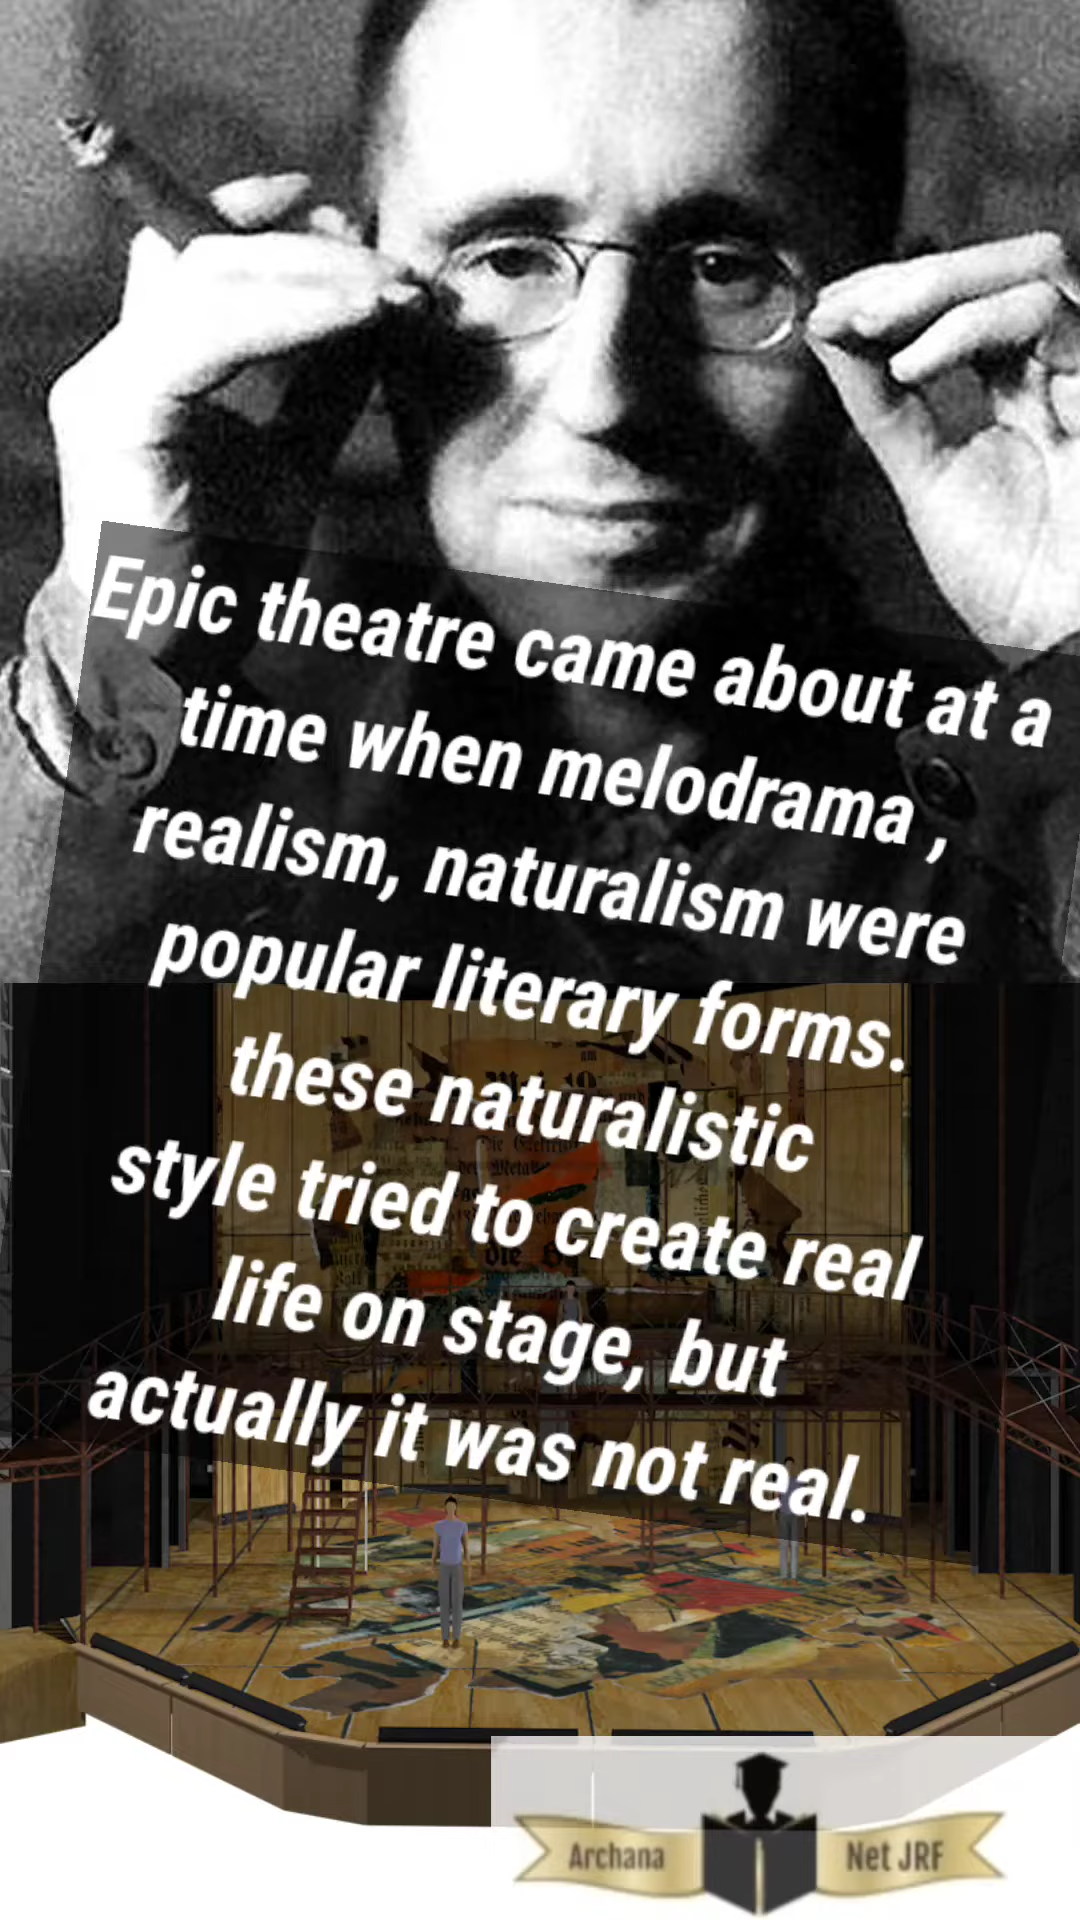 Epic theatre came about at a
time when melodrama ,
realism, naturalism were
popular literary forms.
these naturalistic
style tried to create real
life on stage, but
actually it was not real.
Archana
Net JRF